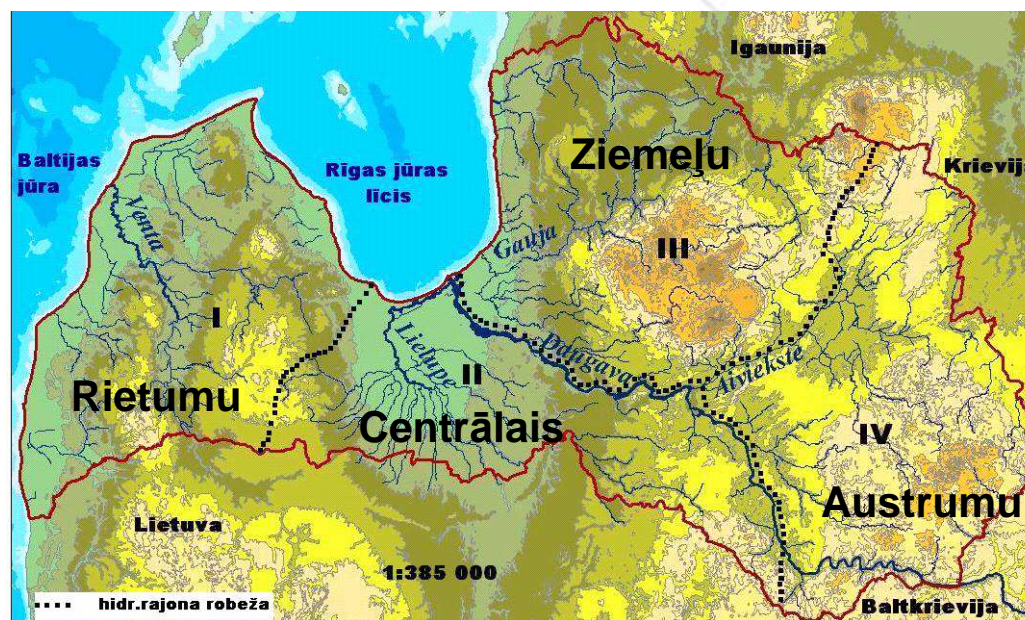 Igaunija
Baltijas
jūra
Rīgas jūras
līcis
Ziemeļu
Krievija
Venta
Gauja
III
I
Lielupe
II
Daugava
Aiviekste
Rietumu
Centrālais
IV
Austrumu
Lietuva
1:385 000
hidr.rajona robeža
Baltkrievija